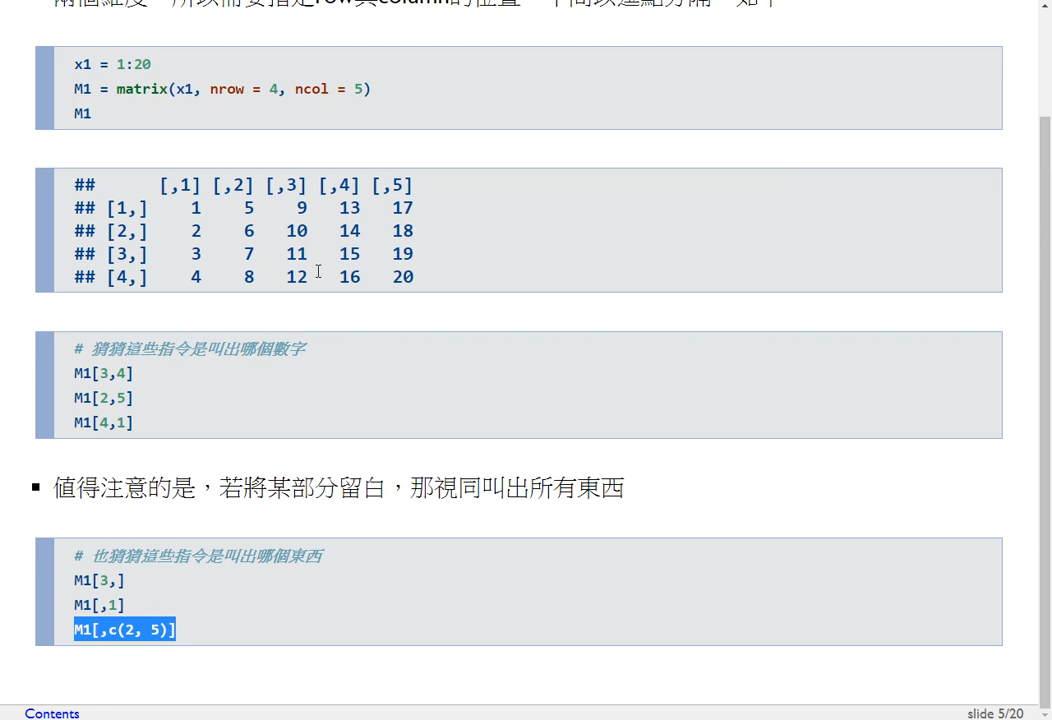 x1 = 1:20
M1 = matrix(x1, nrow = 4, ncol = 5)
M1
##      [,1] [,2] [,3] [,4] [,5]
## [1,]    1    5    9   13   17
## [2,]    2    6   10   14   18
## [3,]    3    7   11   15   19
## [4,]    4    8   12   16   20
# 猜猜這些指令是叫出哪個數字
M1[3,4]
M1[2,5]
M1[4,1]
▪ 值得注意的是，若將某部分留白，那視同叫出所有東西
# 也猜猜這些指令是叫出哪個東西
M1[3,]
M1[,1]
M1[,c(2, 5)]
Contents
slide 5/20